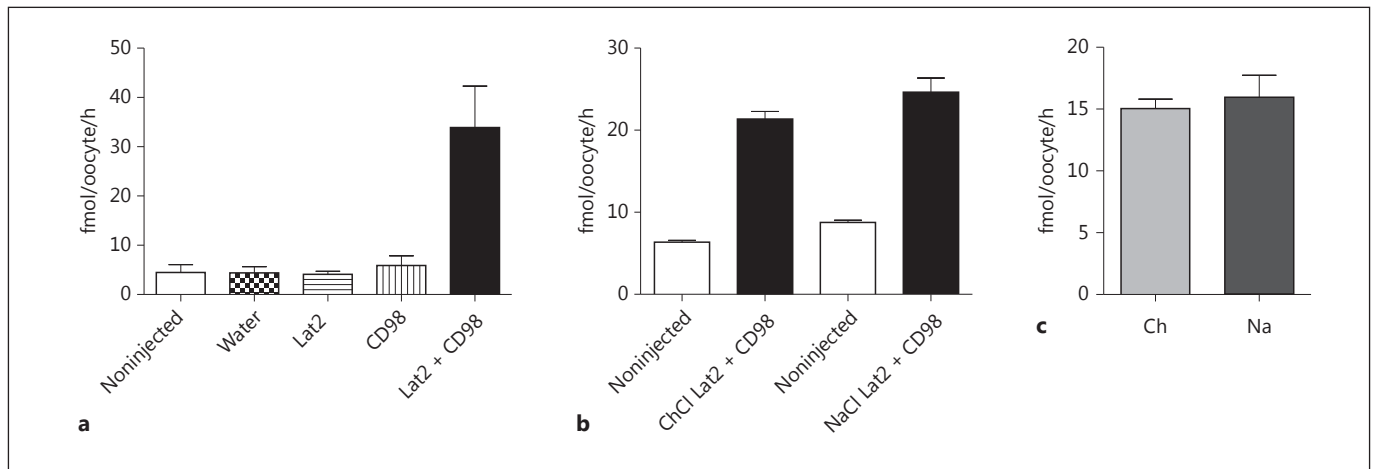 50
40
30
20
10
0
fmol/oocyte/h
Noninjected
Water
Lat2
CD98
Lat2 + CD98
a
30
20
10
0
fmol/oocyte/h
Noninjected
ChCl Lat2 + CD98
Noninjected
NaCl Lat2 + CD98
b
20
15
10
5
0
fmol/oocyte/h
Ch
Na
c